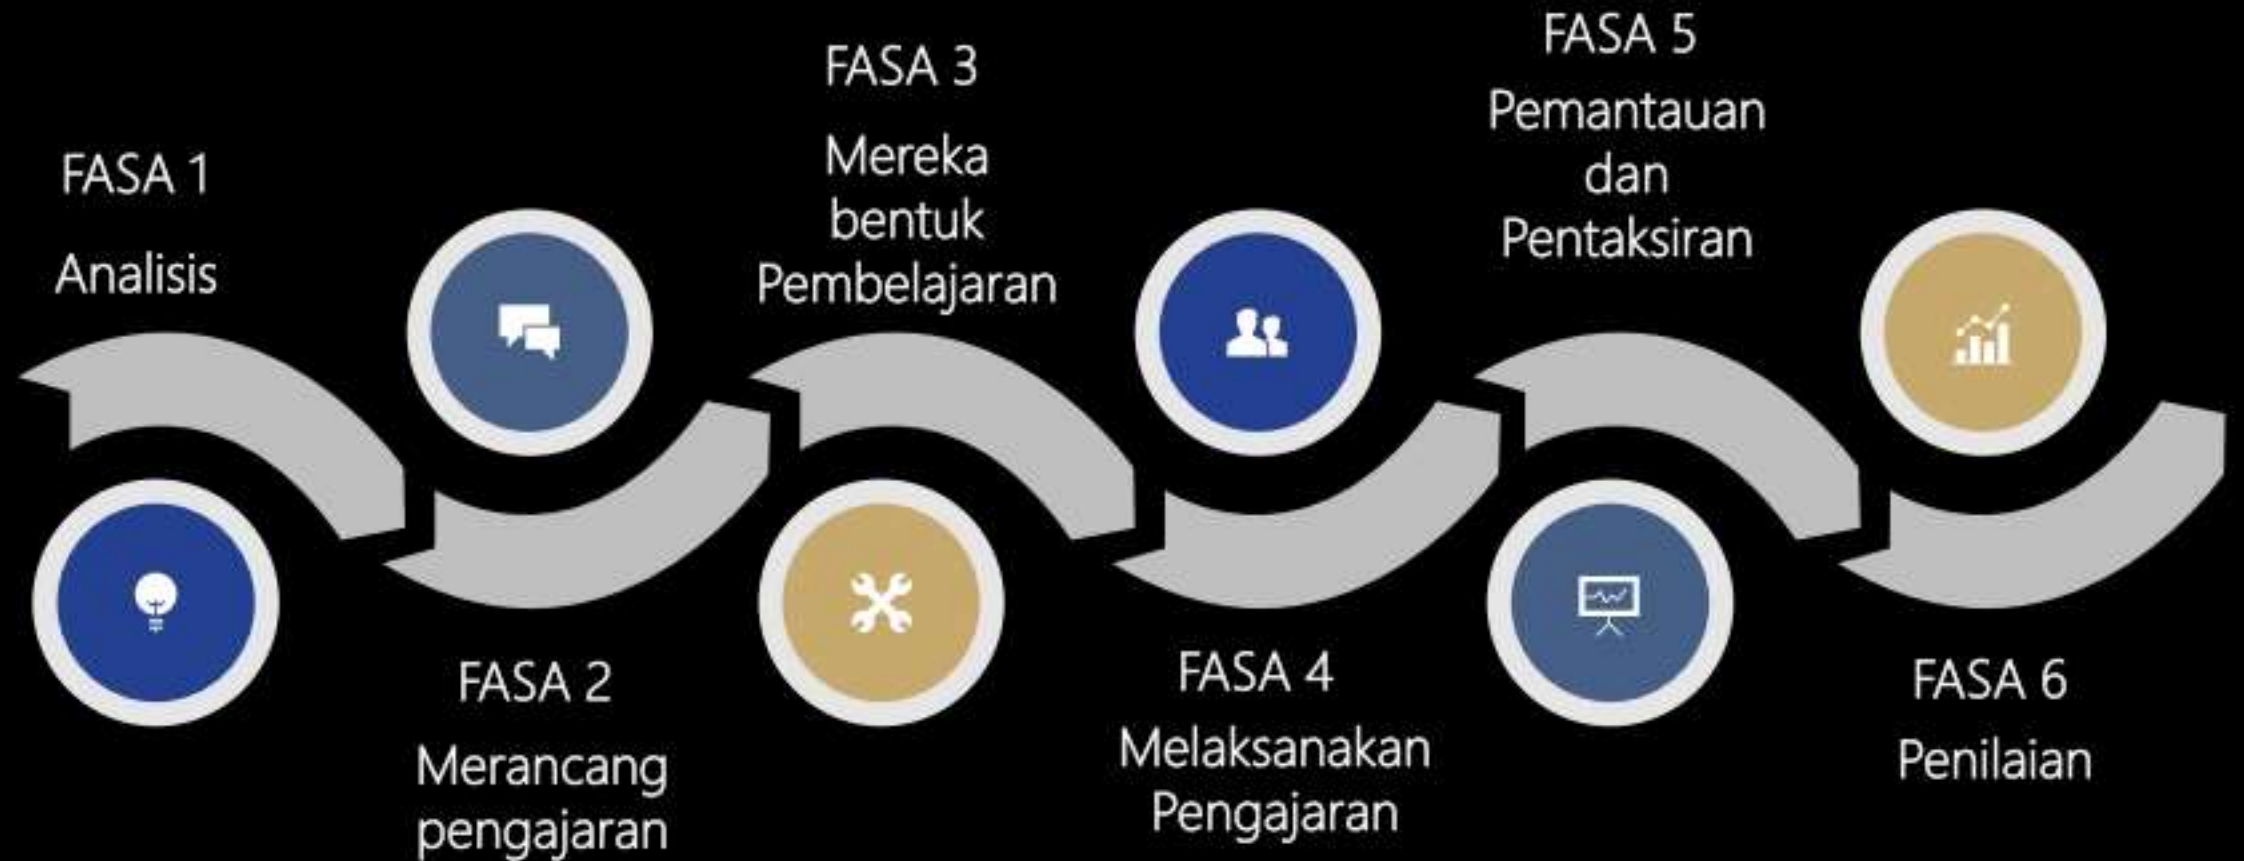 FASA 1
Analisis
FASA 2
Merancang
pengajaran
FASA 3
Mereka
bentuk
Pembelajaran
FASA 4
Melaksanakan
Pengajaran
FASA 5
Pemantauan
dan
Pentaksiran
FASA 6
Penilaian